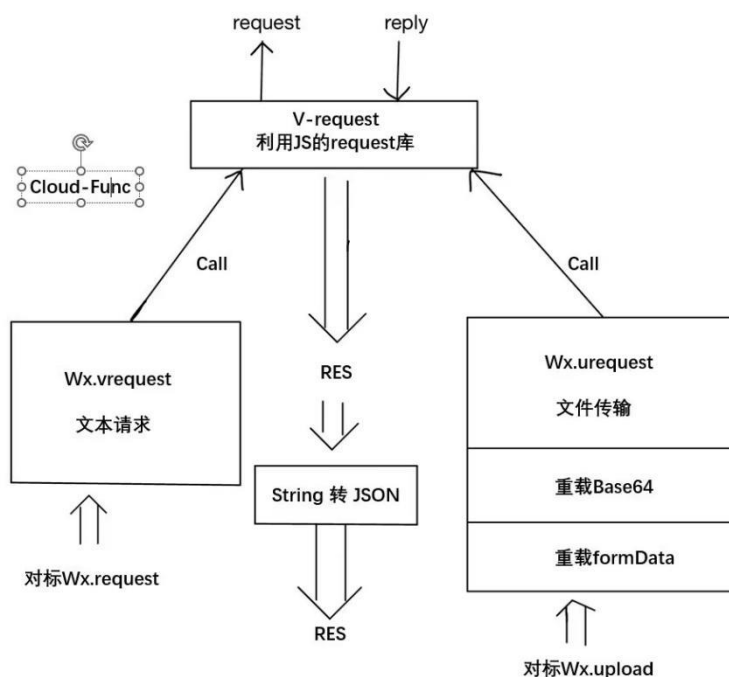 request
reply
V-request
利用JS的request库
Cloud-Func
Call
Call
Wx.vrequest
文本请求
RES
Wx.urequest
文件传输
String 转 JSON
重载Base64
重载formData
对标Wx.request
RES
对标Wx.upload